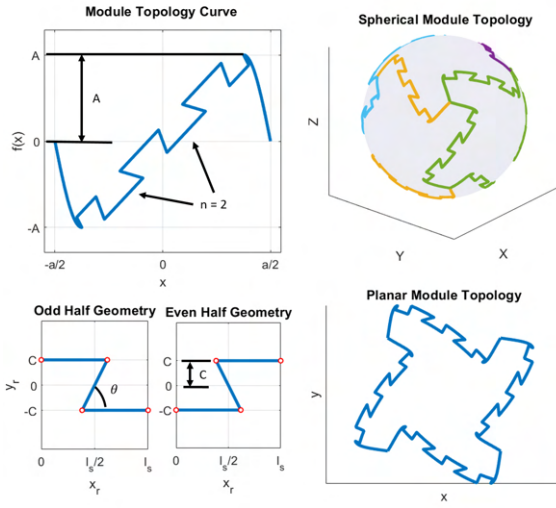 Module Topology Curve
A
A
f(x)
0
n = 2
-A
-a/2
0
a/2
x
Spherical Module Topology
Z
Y
X
Odd Half Geometry
C
y_r
0
θ
-C
0
l_s/2
l_s
x_r
Even Half Geometry
C
C
0
-C
0
l_s/2
l_s
x_r
Planar Module Topology
y
x